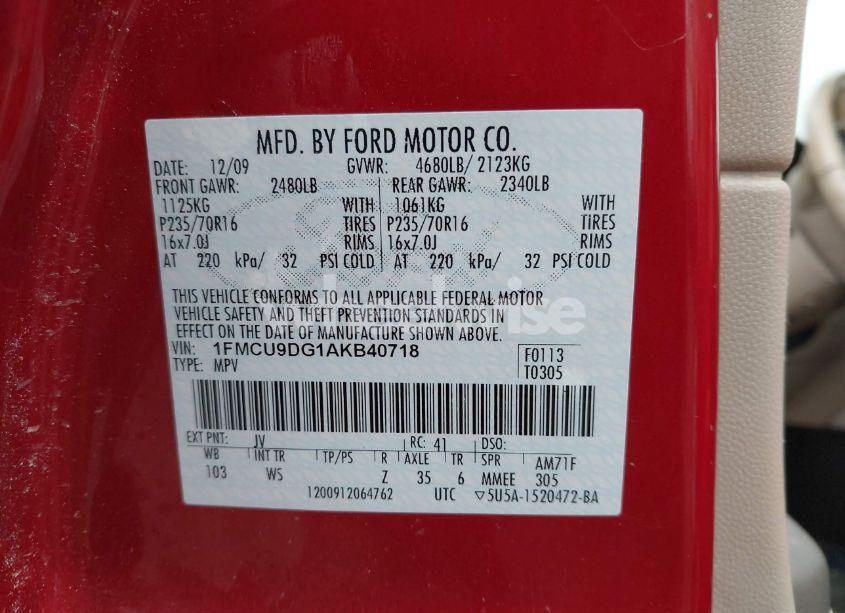 MFD. BY FORD MOTOR CO.
DATE: 12/09 GVWR: 4680LB/ 2123KG
FRONT GAWR: 2480LB REAR GAWR: 2340LB
1125KG WITH 1061KG WITH
P235/70R16 TIRES P235/70R16 TIRES
16x7.0J RIMS 16x7.0J RIMS
AT 220 kPa/ 32 PSI COLD AT 220 kPa/ 32 PSI COLD
THIS VEHICLE CONFORMS TO ALL APPLICABLE FEDERAL MOTOR
VEHICLE SAFETY AND THEFT PREVENTION STANDARDS IN
EFFECT ON THE DATE OF MANUFACTURE SHOWN ABOVE.
VIN: 1FMCU9DG1AKB40718 F0113
TYPE: MPV T0305
EXT PNT: JV RC: 41 DSO:
WB INT TR TP/PS R AXLE TR SPR AM71F
103 WS Z 35 6 MMEE 305
1200912064762 UTC ▽5U5A-1520472-BA